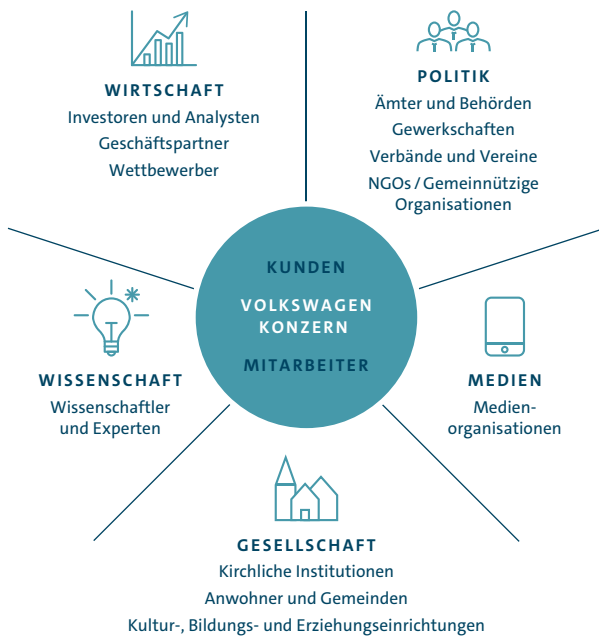 WIRTSCHAFT
Investoren und Analysten
Geschäftspartner
Wettbewerber
POLITIK
Ämter und Behörden
Gewerkschaften
Verbände und Vereine
NGOs / Gemeinnützige
Organisationen
KUNDEN
VOLKSWAGEN
KONZERN
MITARBEITER
WISSENSCHAFT
Wissenschaftler
und Experten
MEDIEN
Medien-
organisationen
GESELLSCHAFT
Kirchliche Institutionen
Anwohner und Gemeinden
Kultur-, Bildungs- und Erziehungseinrichtungen